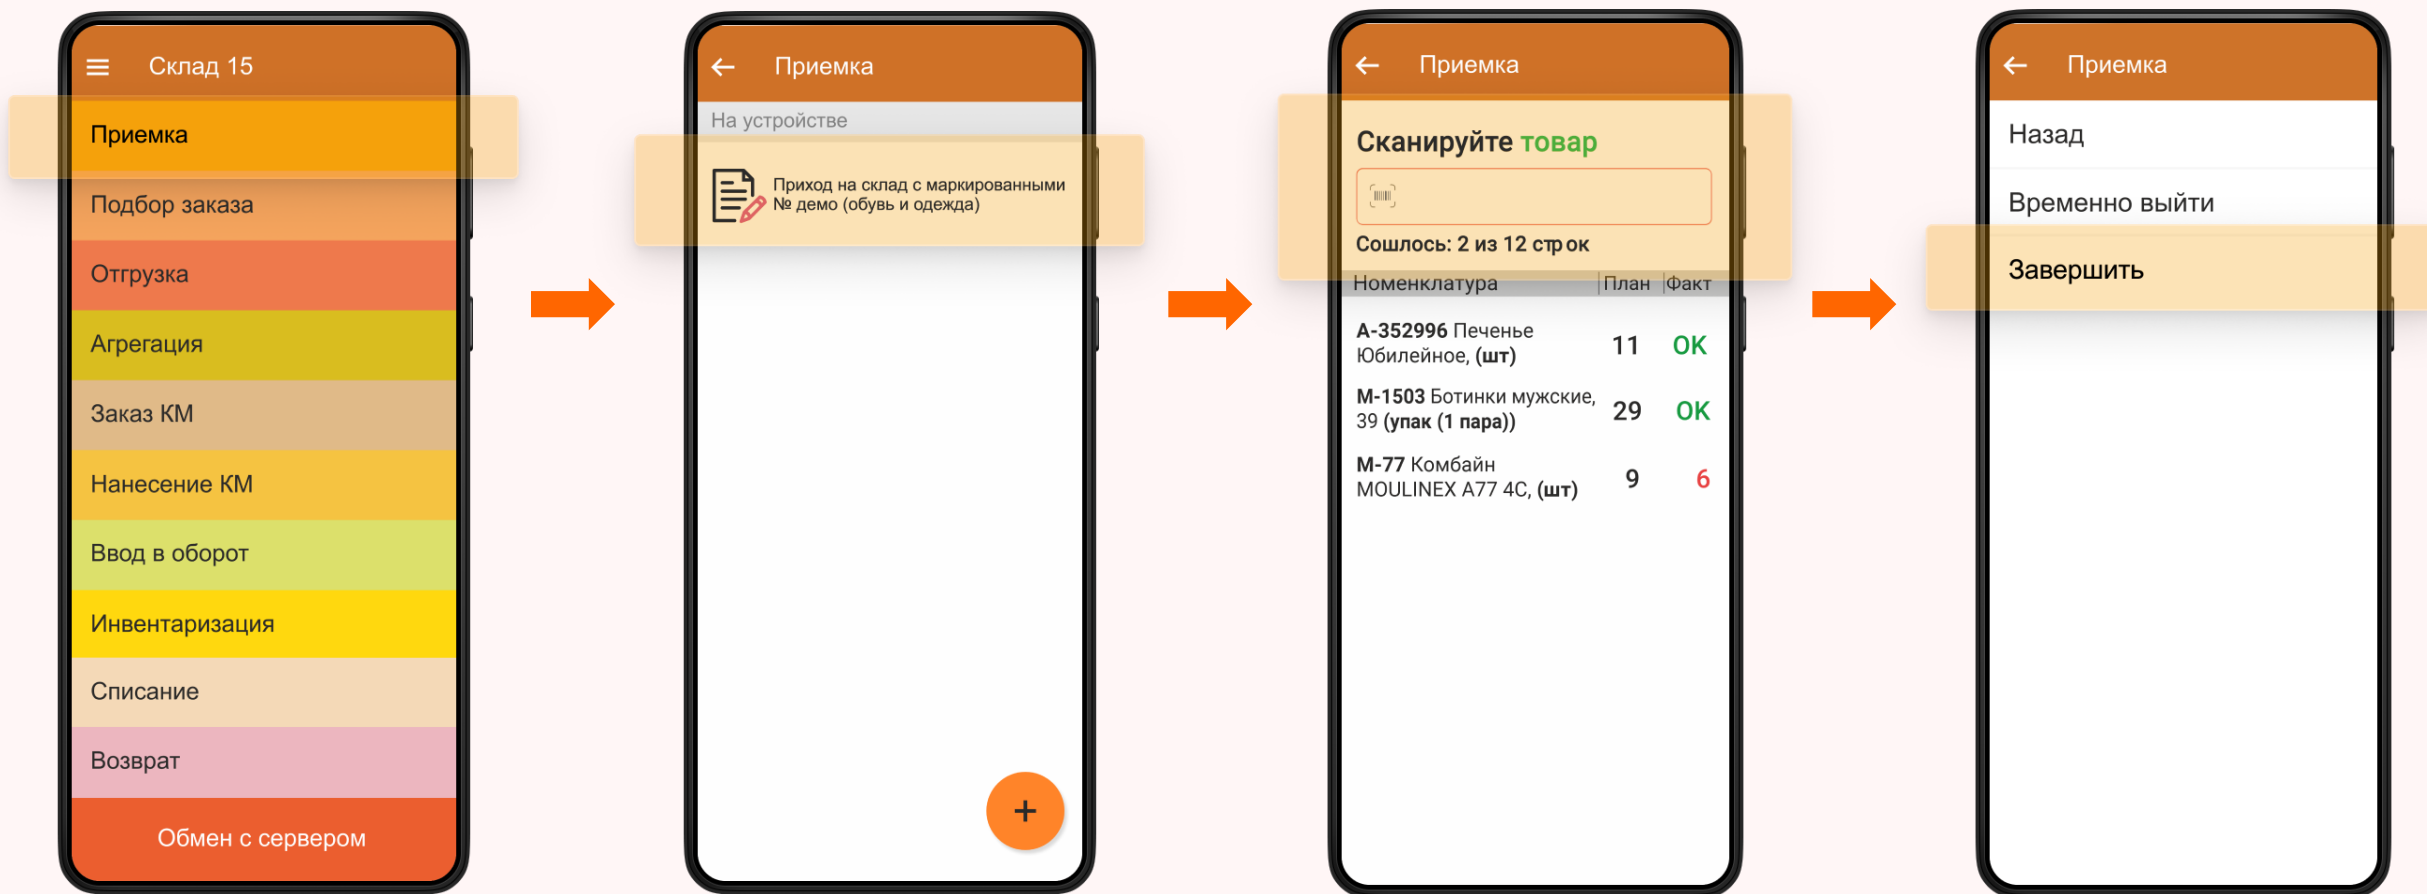 Склад 15
Приемка
Подбор заказа
Отгрузка
Агрегация
Заказ КМ
Нанесение КМ
Ввод в оборот
Инвентаризация
Списание
Возврат
Обмен с сервером
Приемка
На устройстве
Приход на склад с маркированными
№ демо (обувь и одежда)
+
Приемка
Сканируйте товар
Сошлось: 2 из 12 строк
Номенклатура План Факт
А-352996 Печенье
Юбилейное, (шт) 11 OK
М-1503 Ботинки мужские,
39 (упак (1 пара)) 29 OK
М-77 Комбайн
MOULINEX A77 4C, (шт) 9 6
Приемка
Назад
Временно выйти
Завершить